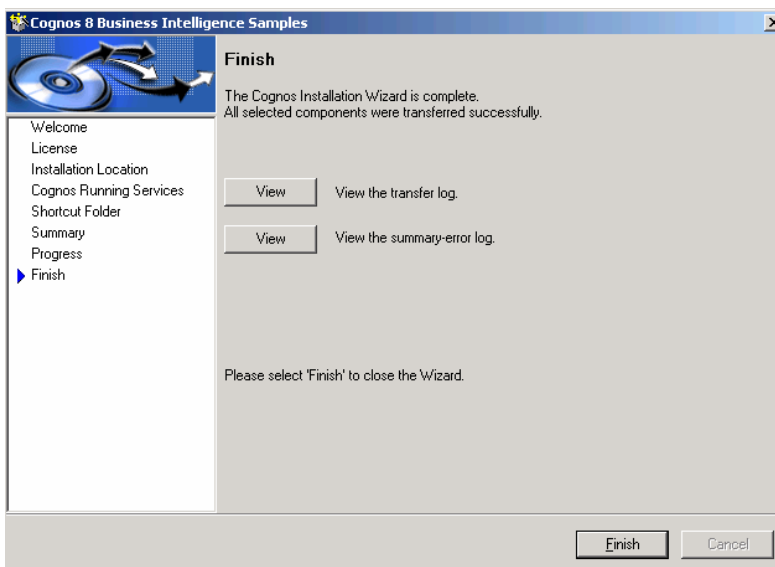 Cognos 8 Business Intelligence Samples
Finish
The Cognos Installation Wizard is complete.
All selected components were transferred successfully.
Welcome
License
Installation Location
Cognos Running Services
Shortcut Folder
Summary
Progress
Finish
View View the transfer log.
View View the summary-error log.
Please select 'Finish' to close the Wizard.
Finish Cancel